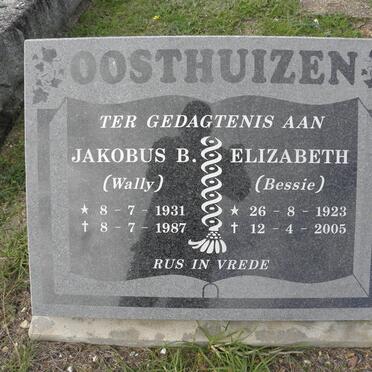 OOSTHUIZEN
TER GEDAGTENIS AAN
JAKOBUS B. ELIZABETH
(Wally) (Bessie)
★ 8 - 7 - 1931 ★ 26 - 8 - 1923
✝ 8 - 7 - 1987 ✝ 12 - 4 - 2005
RUS IN VREDE